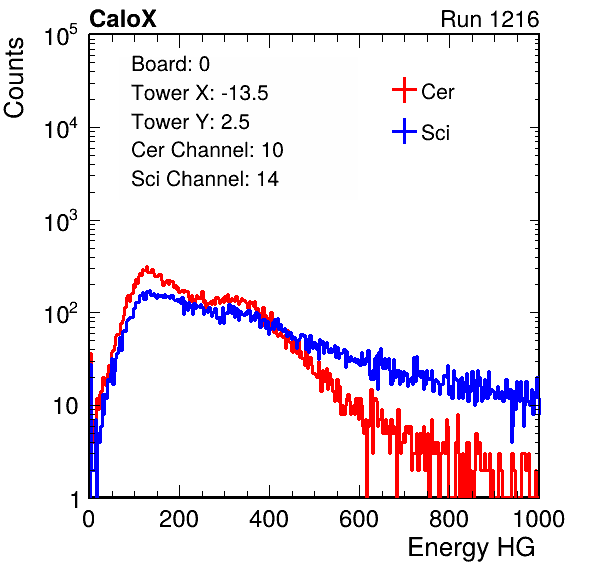 CaloX Run 1216
Counts
Board: 0
Tower X: -13.5
Tower Y: 2.5
Cer Channel: 10
Sci Channel: 14
Cer
Sci
10^5
10^4
10^3
10^2
10
1
0 200 400 600 800 1000
Energy HG